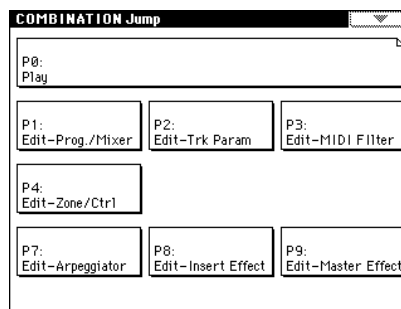 COMBINATION Jump
P0:
Play
P1:
Edit-Prog./Mixer
P2:
Edit-Trk Param
P3:
Edit-MIDI FIlter
P4:
Edit-Zone/Ctrl
P7:
Edit-Arpeggiator
P8:
Edit-Insert Effect
P9:
Edit-Master Effect